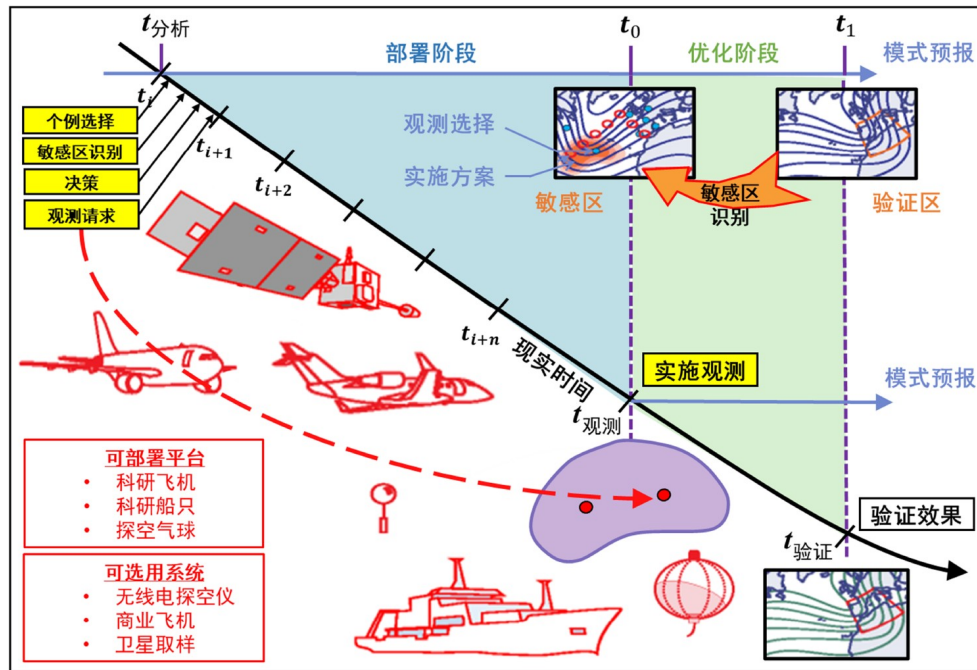 t分析
t0
t1
部署阶段
优化阶段
模式预报
ti
个例选择
敏感区识别
决策
观测请求
ti+1
ti+2
ti+n
观测选择
实施方案
敏感区
敏感区
识别
验证区
现实时间
实施观测
模式预报
t观测
可部署平台
• 科研飞机
• 科研船只
• 探空气球
验证效果
t验证
可选用系统
• 无线电探空仪
• 商业飞机
• 卫星取样